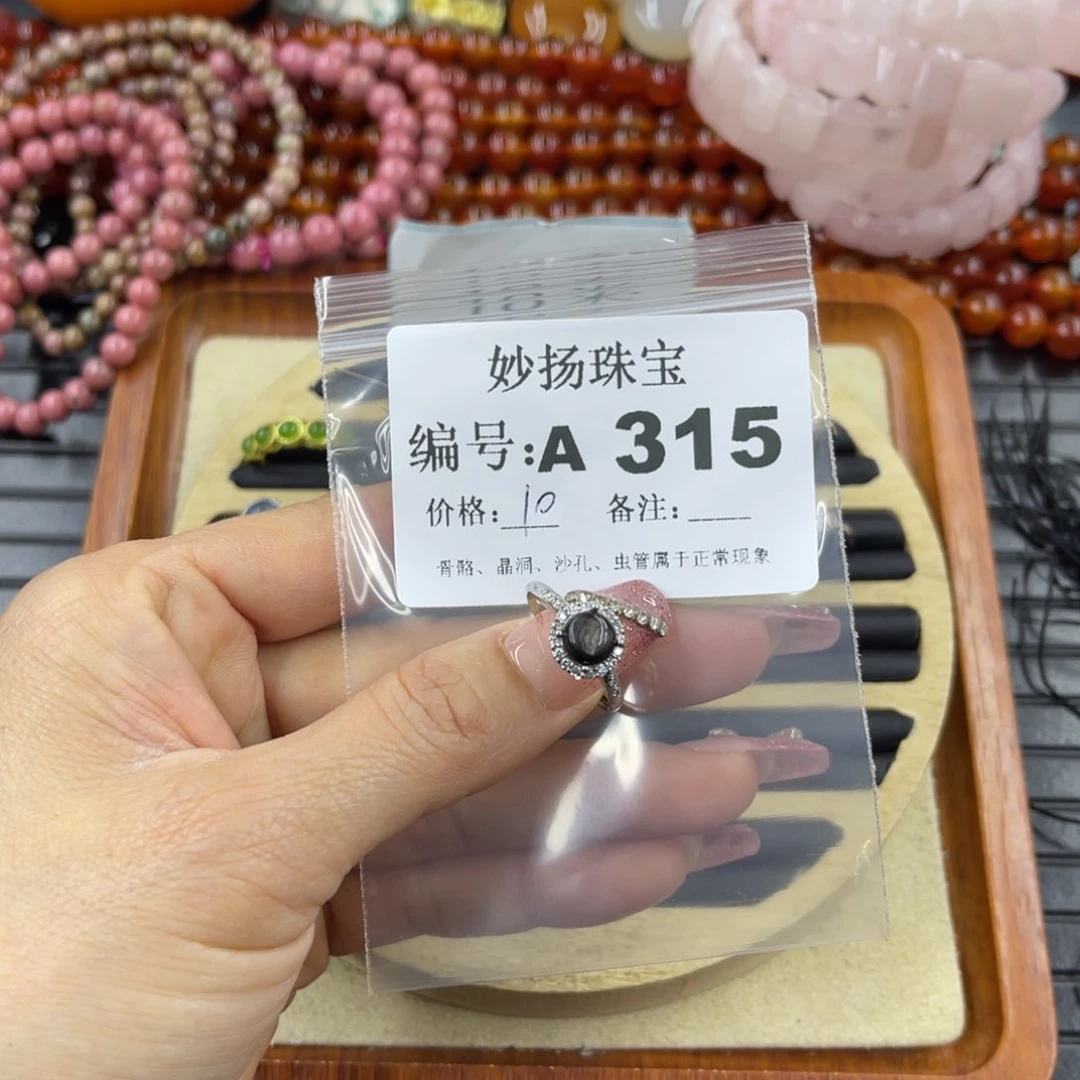 妙扬珠宝
编号:A 315
价格: 10 备注:
骨骼、晶洞、沙孔、虫管属于正常现象